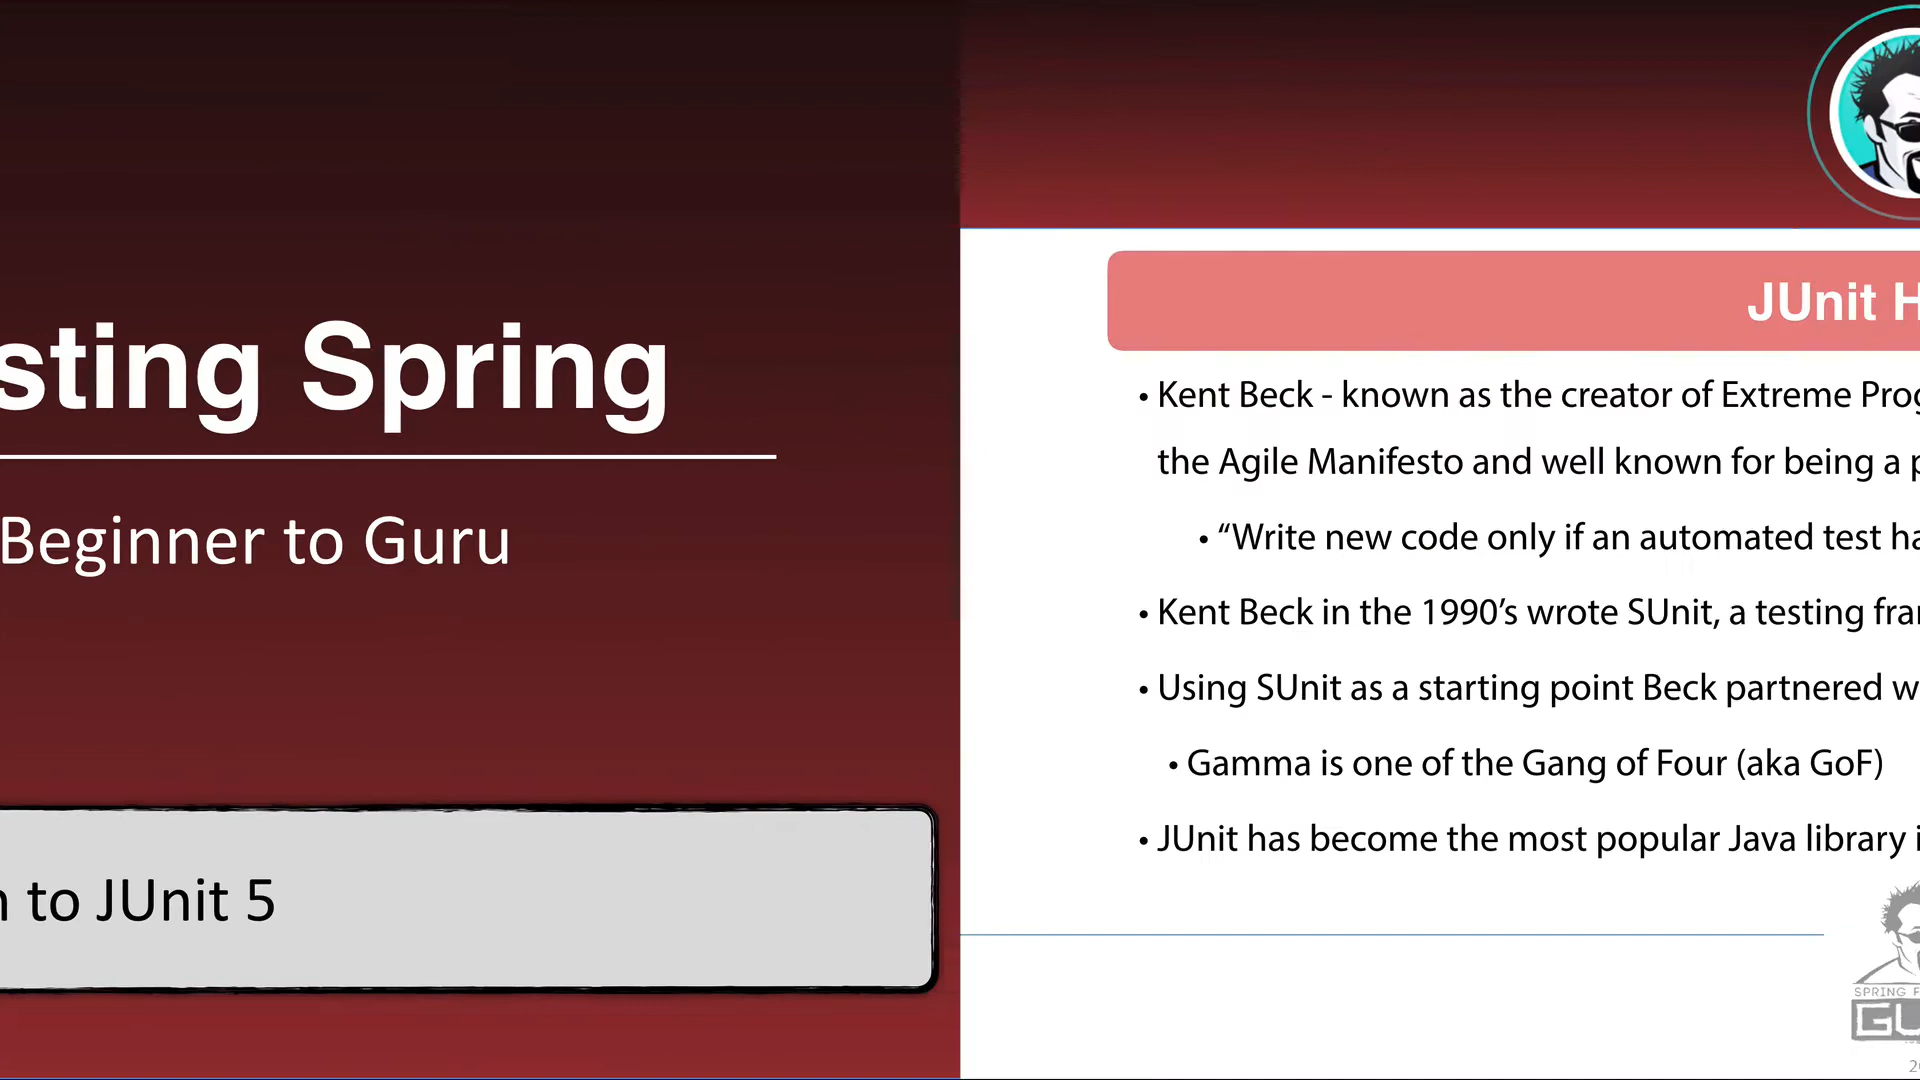 sting Spring
Beginner to Guru
to JUnit 5
JUnit
Kent Beck - known as the creator of Extreme
the Agile Manifesto and well known for being a
“Write new code only if an automated test
Kent Beck in the 1990’s wrote SUnit, a testing
Using SUnit as a starting point Beck partnered
Gamma is one of the Gang of Four (aka GoF)
JUnit has become the most popular Java library
SPRING